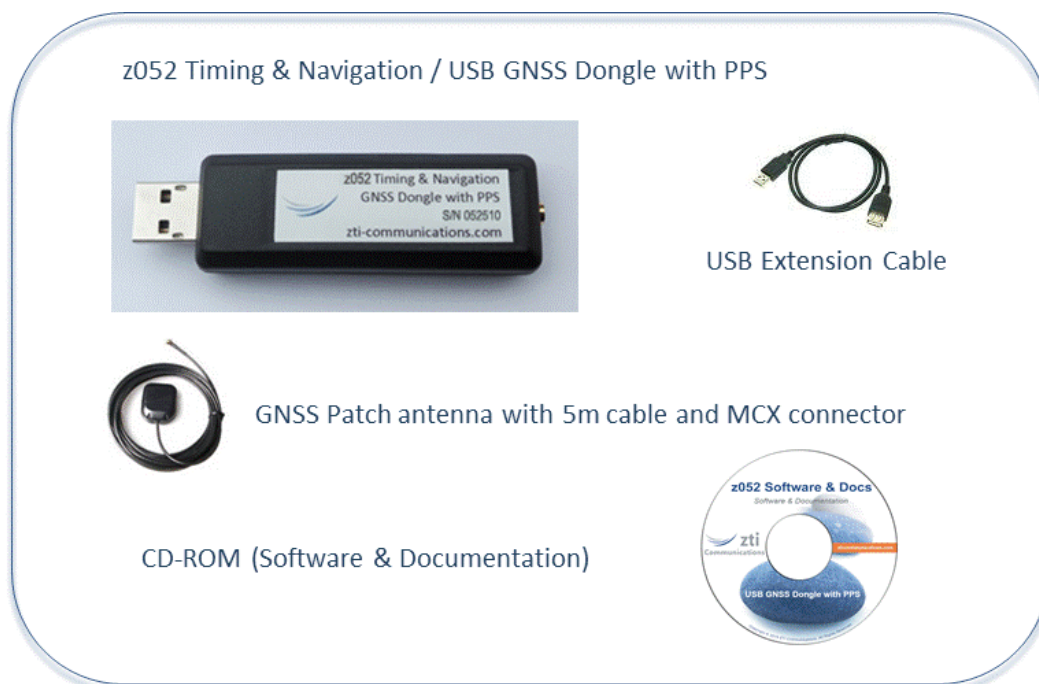 z052 Timing & Navigation / USB GNSS Dongle with PPS
z052 Timing & Navigation
GNSS Dongle with PPS
S/N 052510
zti-communications.com
USB Extension Cable
GNSS Patch antenna with 5m cable and MCX connector
z052 Software & Docs
Software & Documentation
zti
Communications
USB GNSS Dongle with PPS
CD-ROM (Software & Documentation)